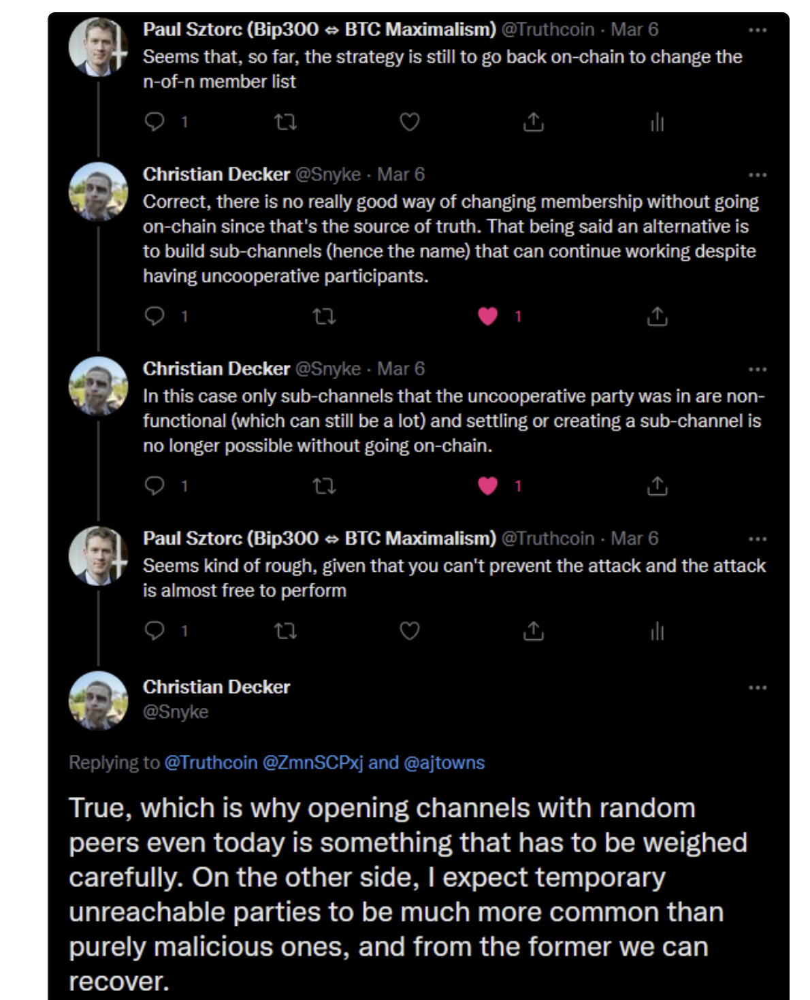 Paul Sztorc (Bip300 ⇔ BTC Maximalism) @Truthcoin · Mar 6
Seems that, so far, the strategy is still to go back on-chain to change the
n-of-n member list
1
Christian Decker @Snyke · Mar 6
Correct, there is no really good way of changing membership without going
on-chain since that's the source of truth. That being said an alternative is
to build sub-channels (hence the name) that can continue working despite
having uncooperative participants.
1 1
Christian Decker @Snyke · Mar 6
In this case only sub-channels that the uncooperative party was in are non-
functional (which can still be a lot) and settling or creating a sub-channel is
no longer possible without going on-chain.
1 1
Paul Sztorc (Bip300 ⇔ BTC Maximalism) @Truthcoin · Mar 6
Seems kind of rough, given that you can't prevent the attack and the attack
is almost free to perform
1
Christian Decker
@Snyke
Replying to @Truthcoin @ZmnSCPxj and @ajtowns
True, which is why opening channels with random
peers even today is something that has to be weighed
carefully. On the other side, I expect temporary
unreachable parties to be much more common than
purely malicious ones, and from the former we can
recover.